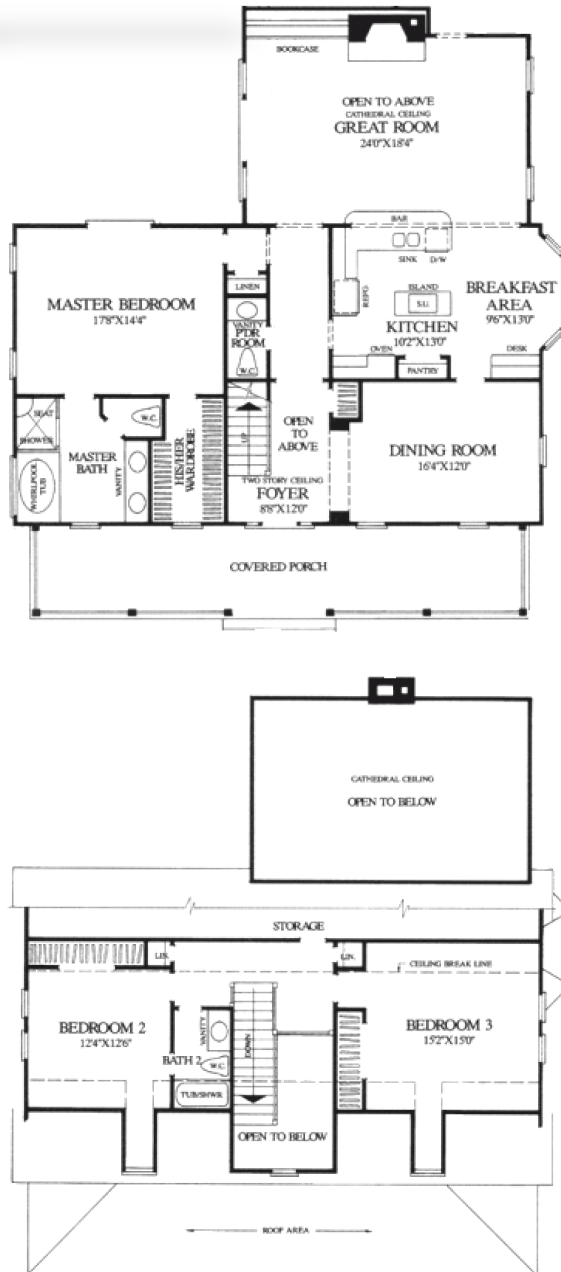 BOOKCASE
OPEN TO ABOVE
CATHEDRAL CEILING
GREAT ROOM
24'0"X18'4"
BAR
SINK
D/W
LINEN
REFG.
ISLAND
S.U.
BREAKFAST
AREA
9'6"X13'0"
MASTER BEDROOM
17'8"X14'4"
VANITY
PDR
ROOM
W.C.
KITCHEN
10'2"X13'0"
OVEN
PANTRY
DESK
SEAT
SHOWER
W.C.
UP
OPEN
TO
ABOVE
MASTER
BATH
VANITY
HIS/HER
WARDROBE
DINING ROOM
16'4"X12'0"
WHIRLPOOL
TUB
TWO STORY CEILING
FOYER
8'8"X12'0"
COVERED PORCH
CATHEDRAL CEILING
OPEN TO BELOW
STORAGE
LIN.
LIN.
CEILING BREAK LINE
BEDROOM 2
12'4"X12'6"
VANITY
BATH 2
W.C.
TUB/SHWR.
DOWN
BEDROOM 3
15'2"X15'0"
OPEN TO BELOW
ROOF AREA